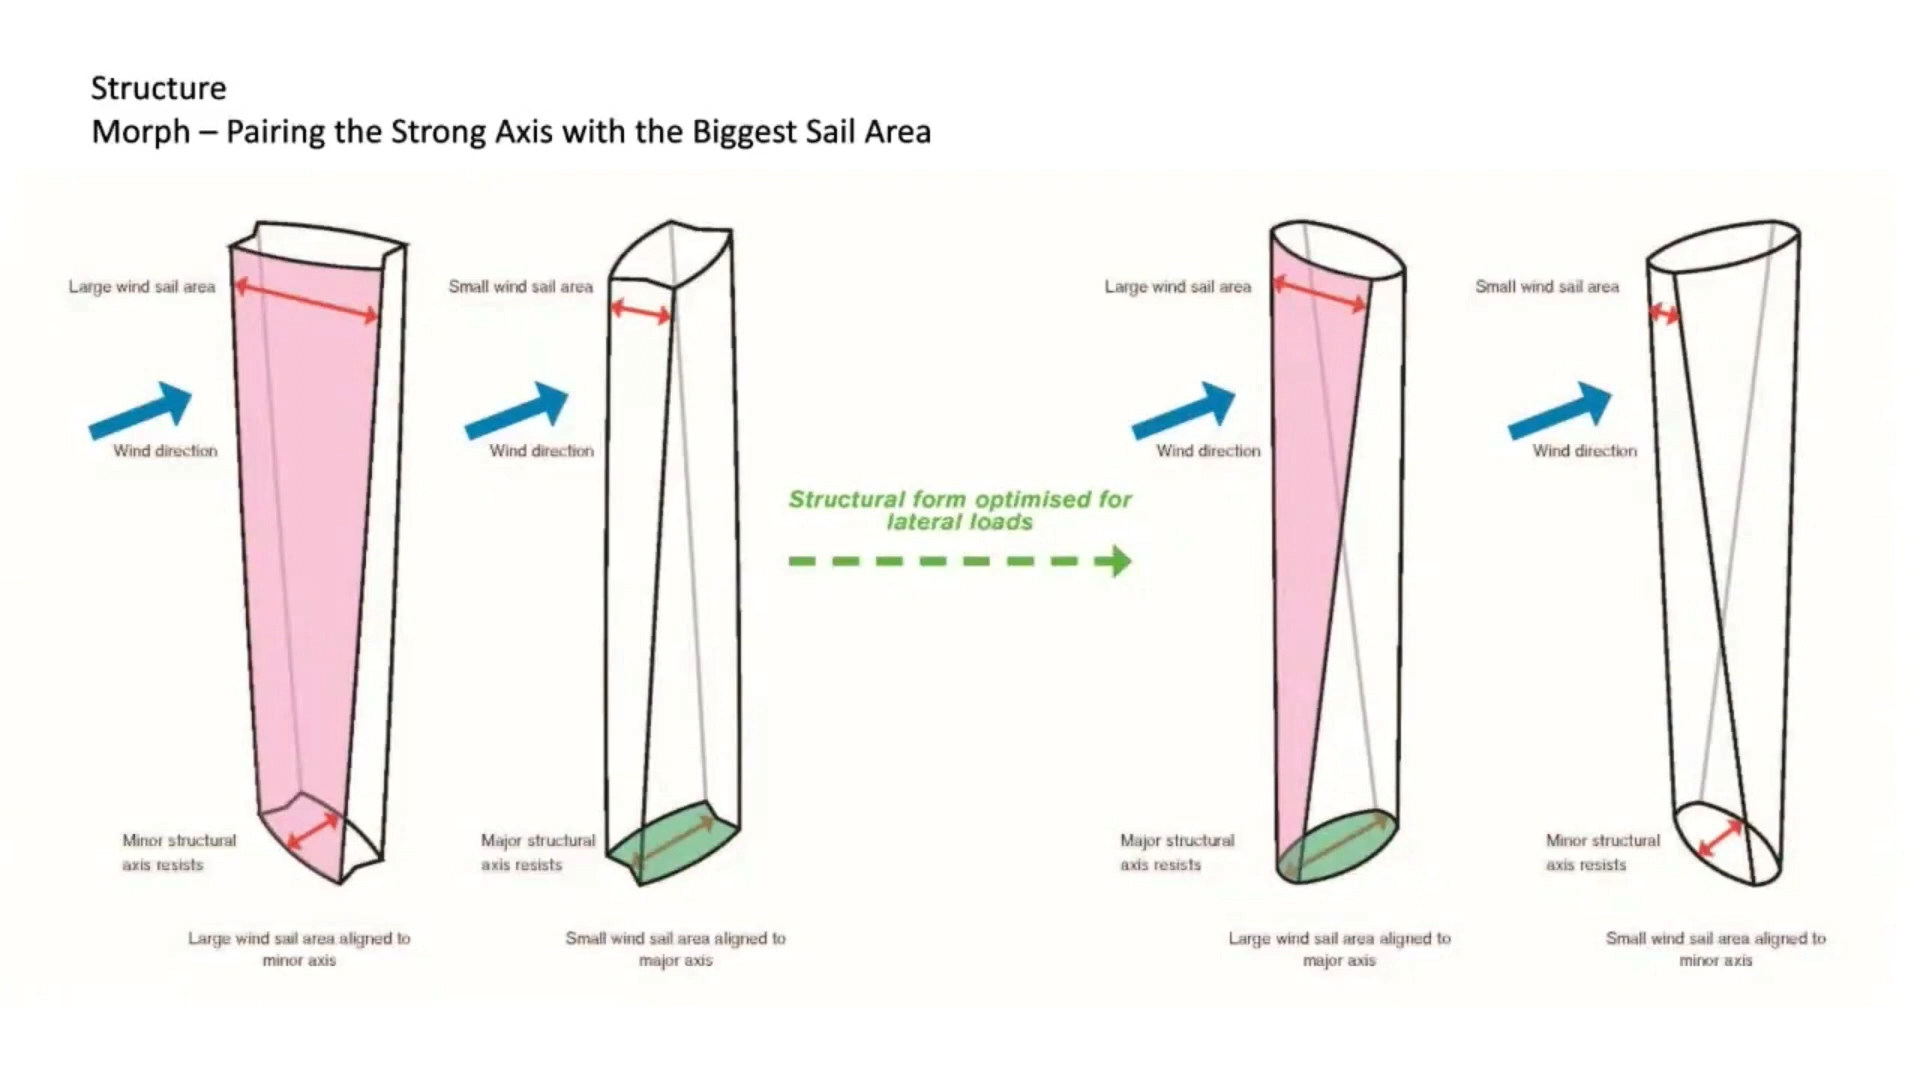 Structure
Morph – Pairing the Strong Axis with the Biggest Sail Area
Large wind sail area
Wind direction
Minor structural
axis resists
Large wind sail area aligned to
minor axis
Small wind sail area
Wind direction
Major structural
axis resists
Small wind sail area aligned to
major axis
Structural form optimised for
lateral loads
Large wind sail area
Wind direction
Major structural
axis resists
Large wind sail area aligned to
major axis
Small wind sail area
Wind direction
Minor structural
axis resists
Small wind sail area aligned to
minor axis